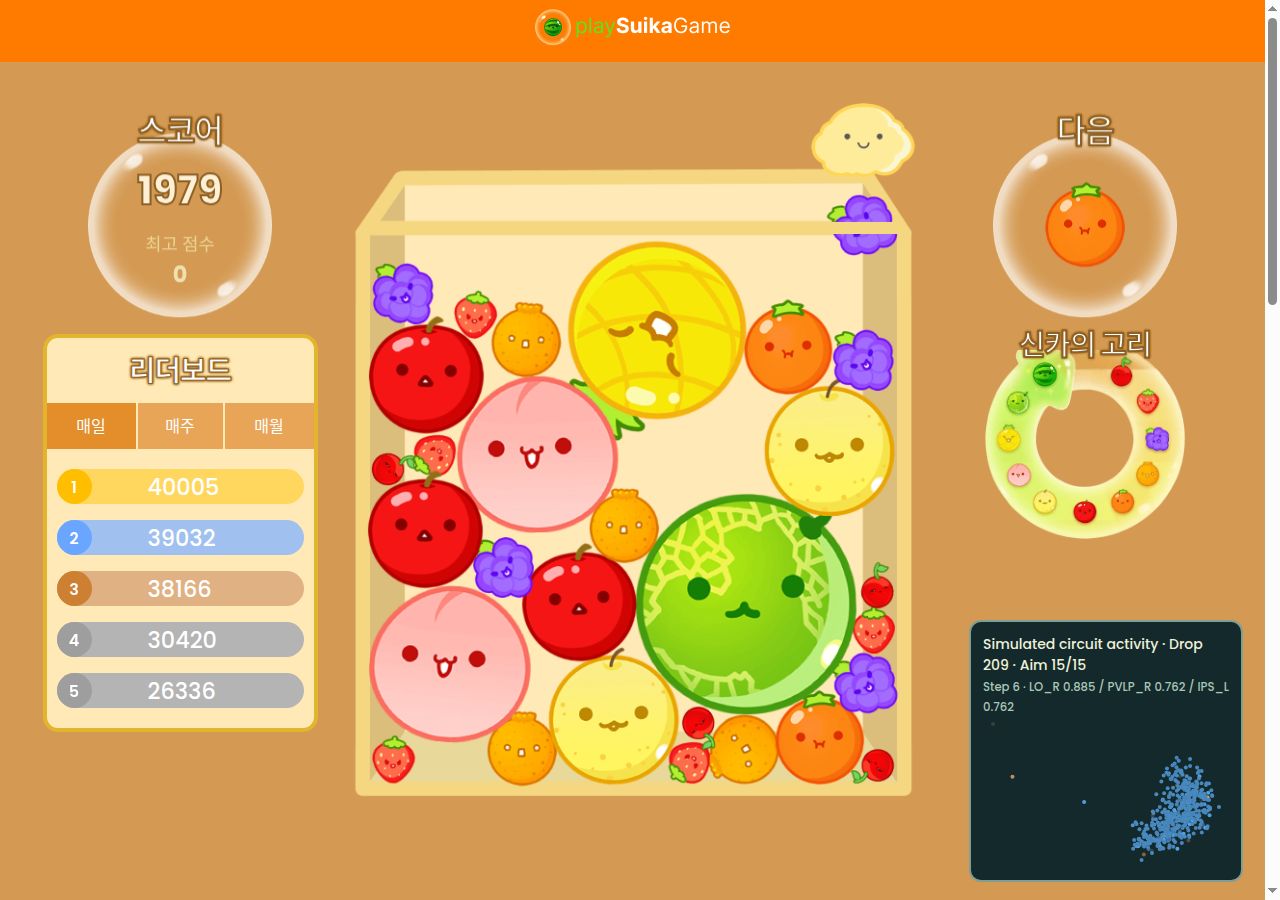 playSuikaGame
스코어
1979
최고 점수
0
다음
신카의 고리
리더보드
매일 매주 매월
1 40005
2 39032
3 38166
4 30420
5 26336
Simulated circuit activity · Drop
209 · Aim 15/15
Step 6 · LO_R 0.885 / PVLP_R 0.762 / IPS_L
0.762